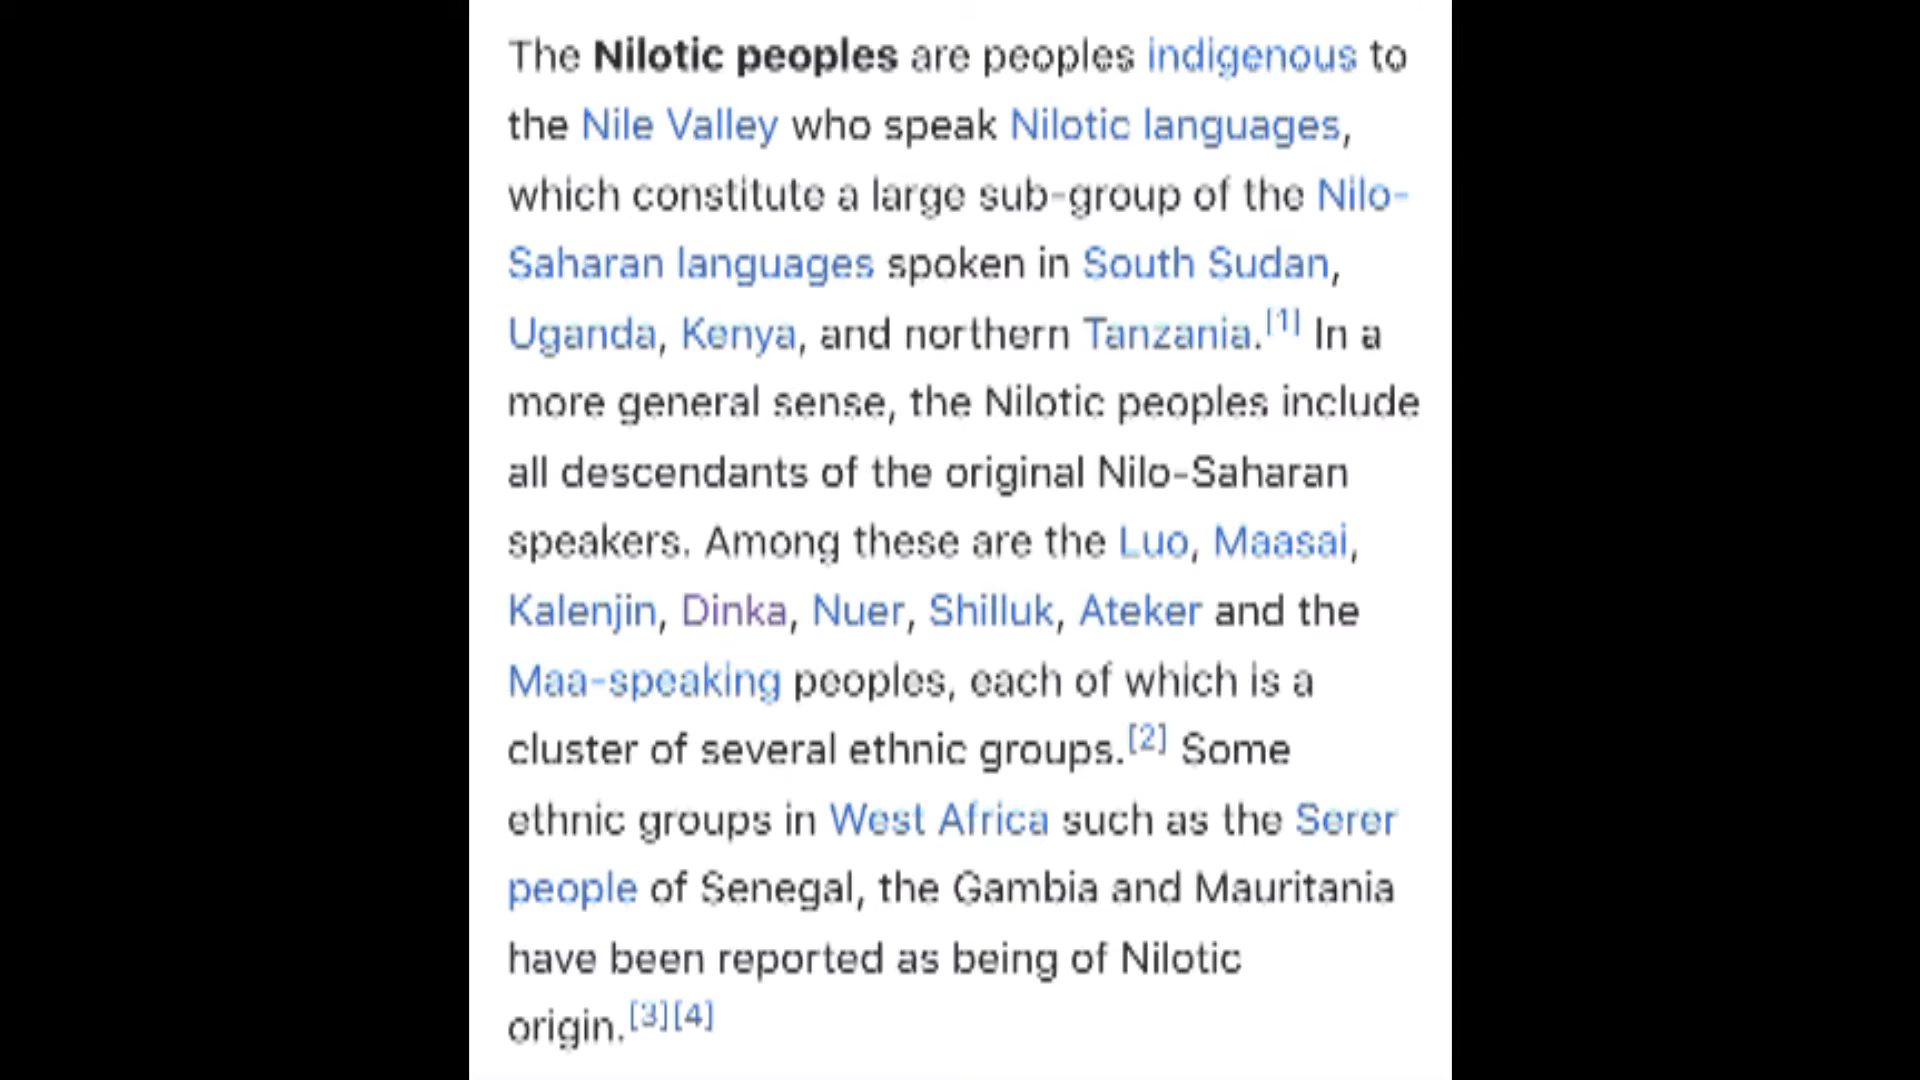 The Nilotic peoples are peoples indigenous to
the Nile Valley who speak Nilotic languages,
which constitute a large sub-group of the Nilo-
Saharan languages spoken in South Sudan,
Uganda, Kenya, and northern Tanzania.[1] In a
more general sense, the Nilotic peoples include
all descendants of the original Nilo-Saharan
speakers. Among these are the Luo, Maasai,
Kalenjin, Dinka, Nuer, Shilluk, Ateker and the
Maa-speaking peoples, each of which is a
cluster of several ethnic groups.[2] Some
ethnic groups in West Africa such as the Serer
people of Senegal, the Gambia and Mauritania
have been reported as being of Nilotic
origin.[3][4]